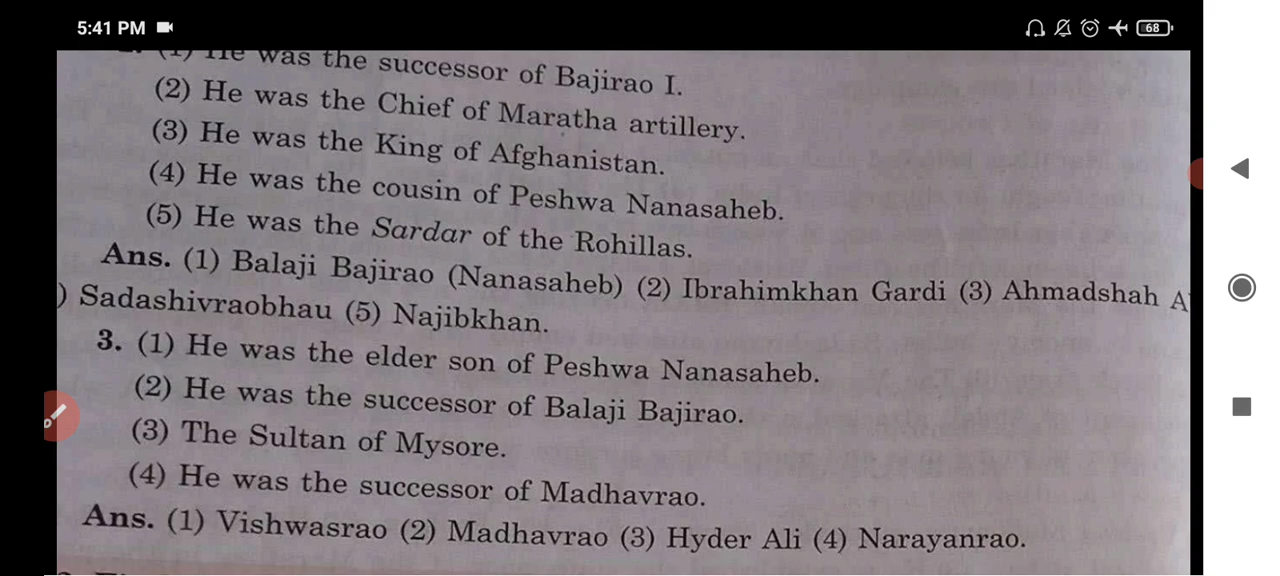 5:41 PM
68
(1) He was the successor of Bajirao I.
(2) He was the Chief of Maratha artillery.
(3) He was the King of Afghanistan.
(4) He was the cousin of Peshwa Nanasaheb.
(5) He was the Sardar of the Rohillas.
Ans. (1) Balaji Bajirao (Nanasaheb) (2) Ibrahimkhan Gardi (3) Ahmadshah A
) Sadashivraobhau (5) Najibkhan.
3. (1) He was the elder son of Peshwa Nanasaheb.
(2) He was the successor of Balaji Bajirao.
(3) The Sultan of Mysore.
(4) He was the successor of Madhavrao.
Ans. (1) Vishwasrao (2) Madhavrao (3) Hyder Ali (4) Narayanrao.